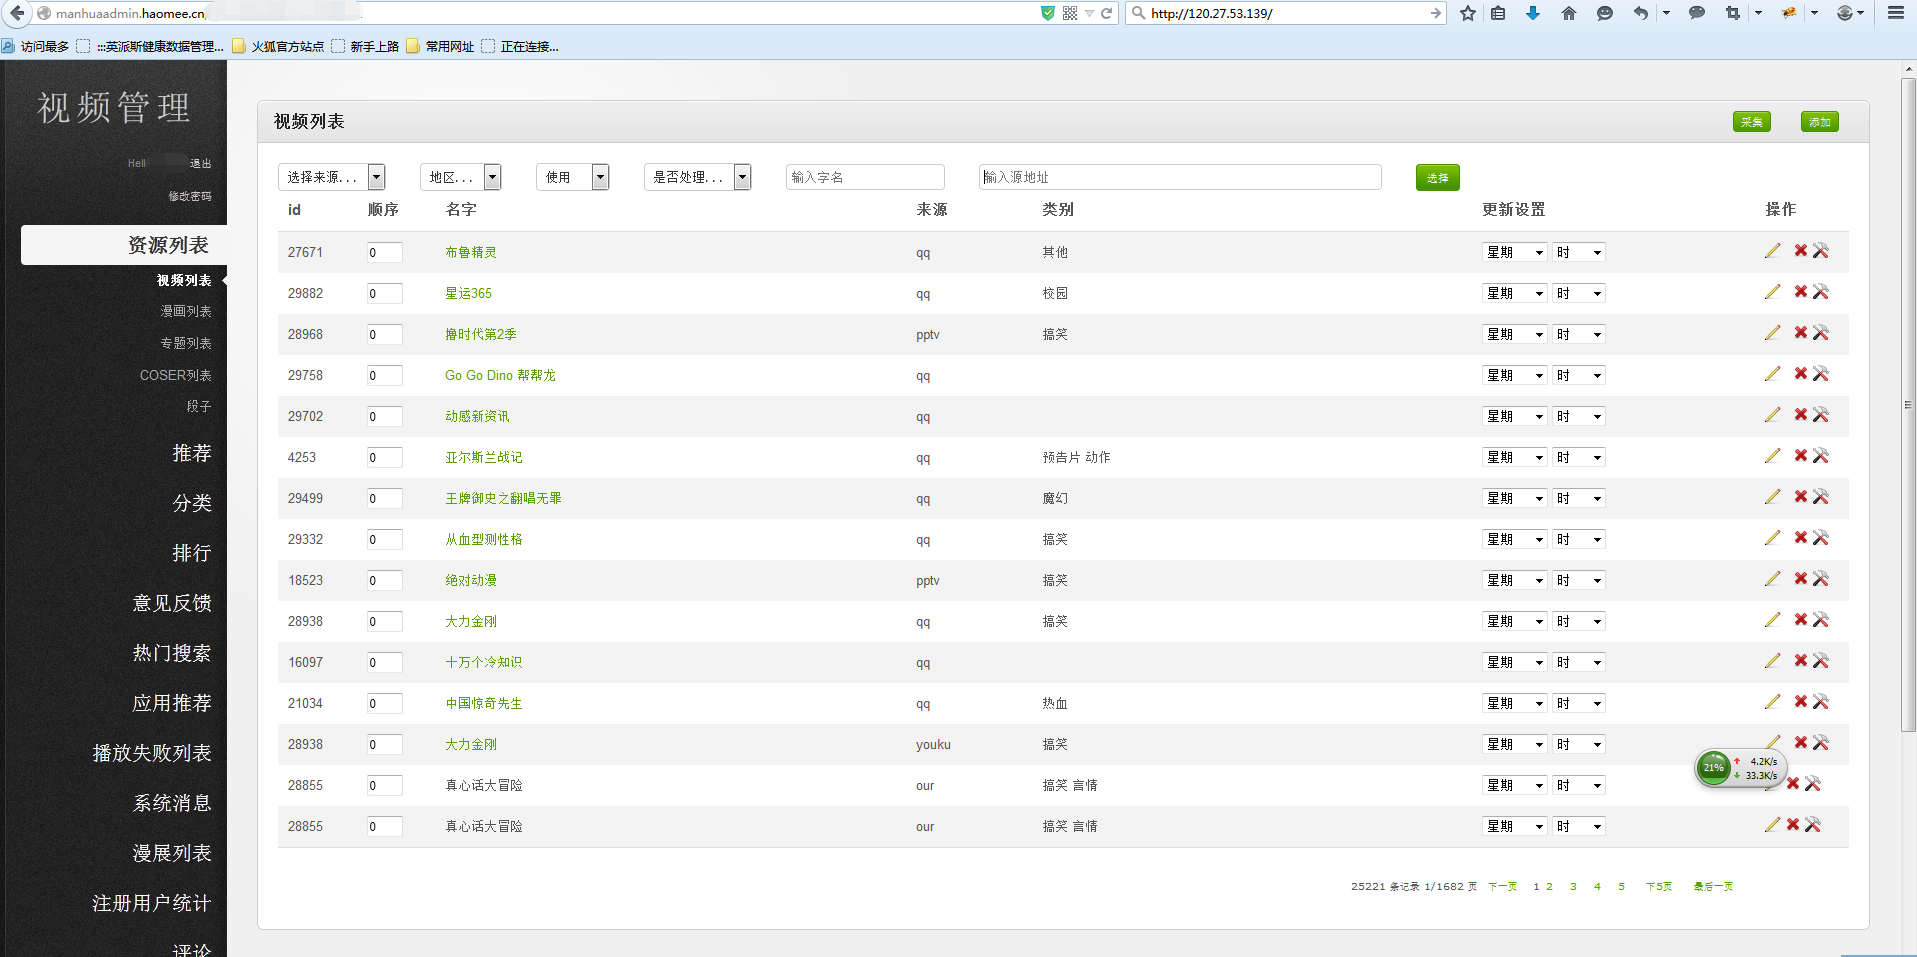 manhuaadmin.haomee.cn/
http://120.27.53.139/
访问最多 :::英派斯健康数据管理... 火狐官方站点 新手上路 常用网址 正在连接...
视频管理
Hell 退出
修改密码
资源列表
视频列表
漫画列表
专题列表
COSER列表
段子
推荐
分类
排行
意见反馈
热门搜索
应用推荐
播放失败列表
系统消息
漫展列表
注册用户统计
评论
视频列表 采集 添加
选择来源... 地区... 使用 是否处理... 输入字名 输入源地址 选择
id 顺序 名字 来源 类别 更新设置 操作
27671 0 布鲁精灵 qq 其他 星期 时
29882 0 星运365 qq 校园 星期 时
28968 0 撸时代第2季 pptv 搞笑 星期 时
29758 0 Go Go Dino 帮帮龙 qq 星期 时
29702 0 动感新资讯 qq 星期 时
4253 0 亚尔斯兰战记 qq 预告片 动作 星期 时
29499 0 王牌御史之翻唱无罪 qq 魔幻 星期 时
29332 0 从血型测性格 qq 搞笑 星期 时
18523 0 绝对动漫 pptv 搞笑 星期 时
28938 0 大力金刚 qq 搞笑 星期 时
16097 0 十万个冷知识 qq 星期 时
21034 0 中国惊奇先生 qq 热血 星期 时
28938 0 大力金刚 youku 搞笑 星期 时
28855 0 真心话大冒险 our 搞笑 言情 星期 时
28855 0 真心话大冒险 our 搞笑 言情 星期 时
21% 4.2K/s
33.3K/s
25221 条记录 1/1682 页 下一页 1 2 3 4 5 下5页 最后一页